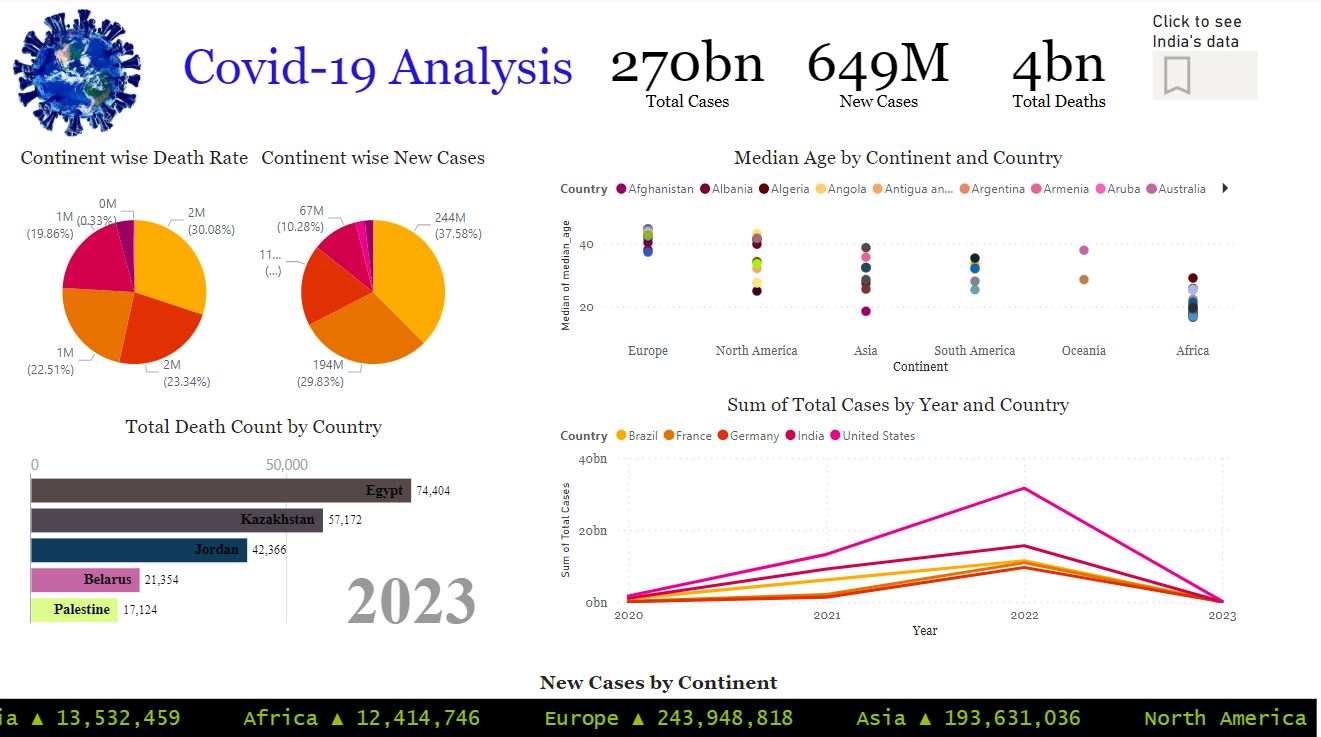 Covid-19 Analysis
270bn
Total Cases
649M
New Cases
4bn
Total Deaths
Click to see
India's data
Continent wise Death Rate
0M
(0.33%)
1M
(19.86%)
2M
(30.08%)
1M
(22.51%)
2M
(23.34%)
Continent wise New Cases
67M
(10.28%)
244M
(37.58%)
11...
(...)
194M
(29.83%)
Median Age by Continent and Country
Country Afghanistan Albania Algeria Angola Antigua an... Argentina Armenia Aruba Australia
Median of median_age
40
20
Europe North America Asia South America Oceania Africa
Continent
Total Death Count by Country
0 50,000
Egypt 74,404
Kazakhstan 57,172
Jordan 42,366
Belarus 21,354
Palestine 17,124
2023
Sum of Total Cases by Year and Country
Country Brazil France Germany India United States
Sum of Total Cases
40bn
20bn
0bn
2020 2021 2022 2023
Year
New Cases by Continent
ia ▲ 13,532,459 Africa ▲ 12,414,746 Europe ▲ 243,948,818 Asia ▲ 193,631,036 North America